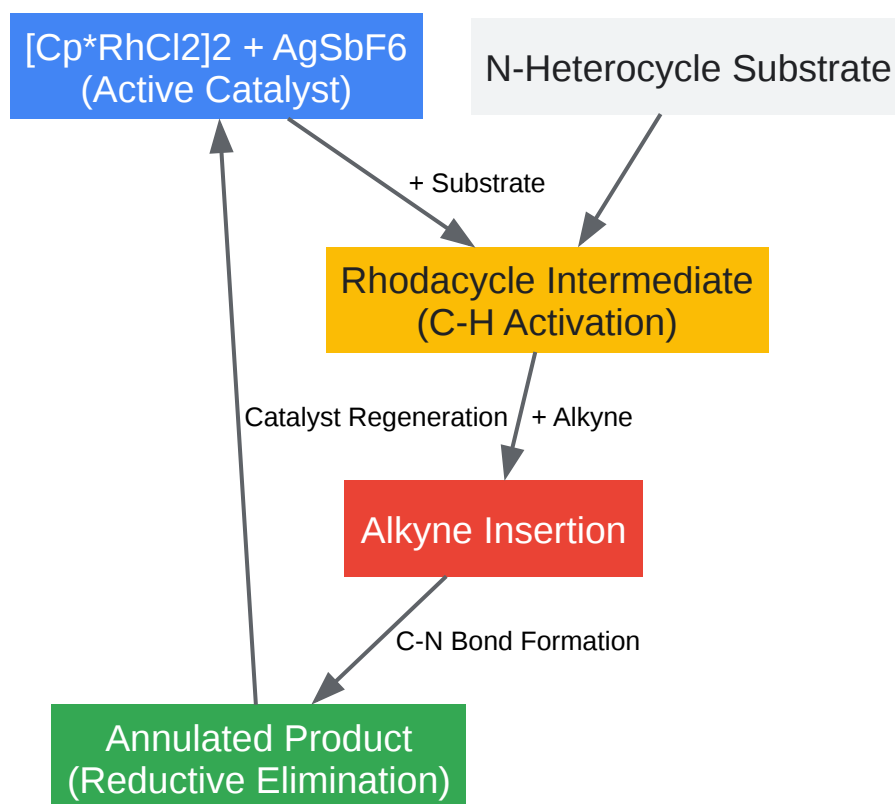 [Cp*RhCl2]2 + AgSbF6
(Active Catalyst)
N-Heterocycle Substrate
+ Substrate
Rhodacycle Intermediate
(C-H Activation)
Catalyst Regeneration
+ Alkyne
Alkyne Insertion
C-N Bond Formation
Annulated Product
(Reductive Elimination)